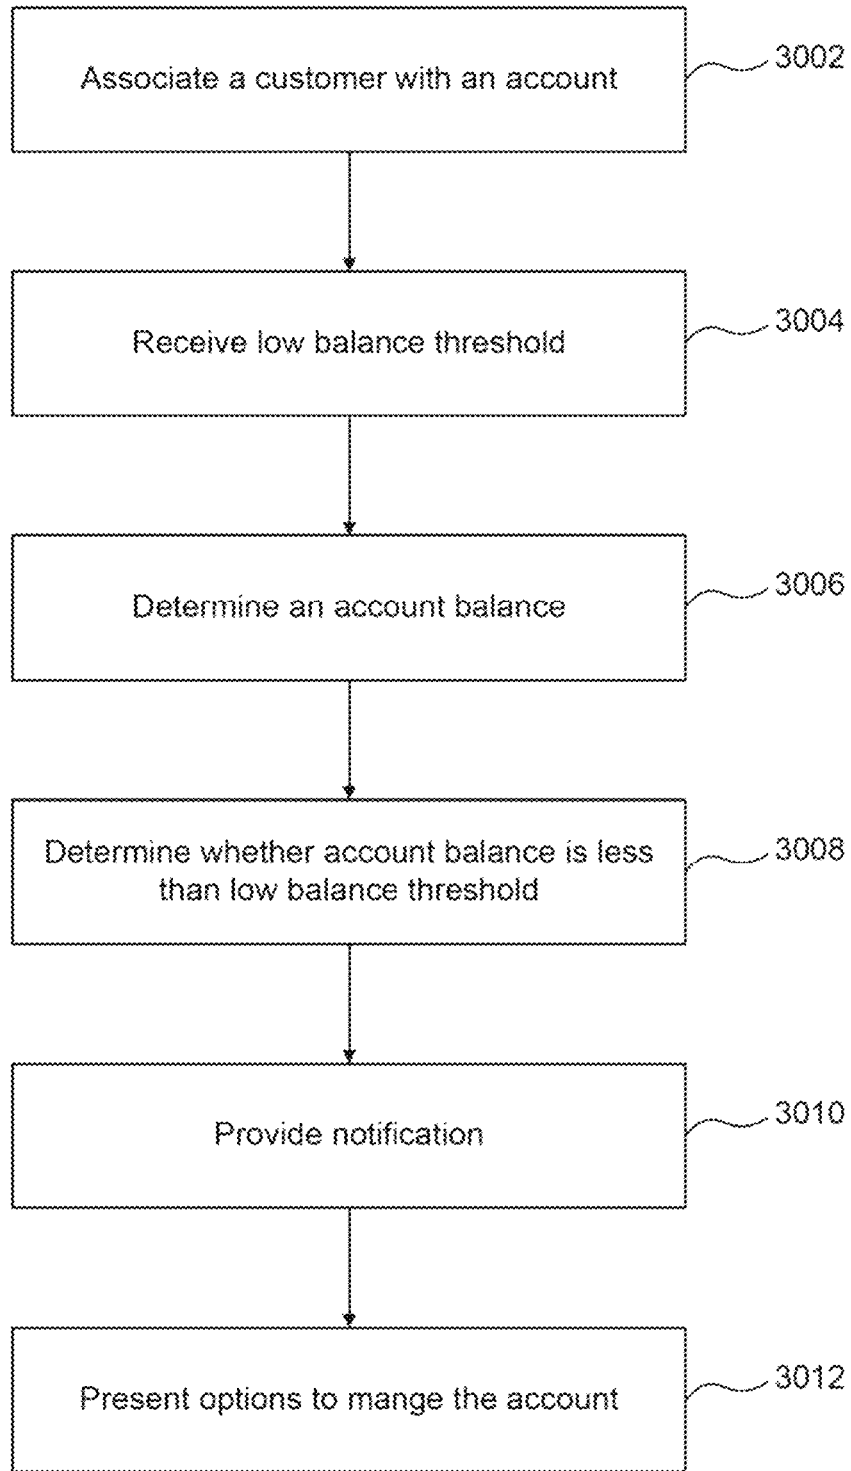 Associate a customer with an account
3002
Receive low balance threshold
3004
Determine an account balance
3006
Determine whether account balance is less
than low balance threshold
3008
Provide notification
3010
Present options to mange the account
3012